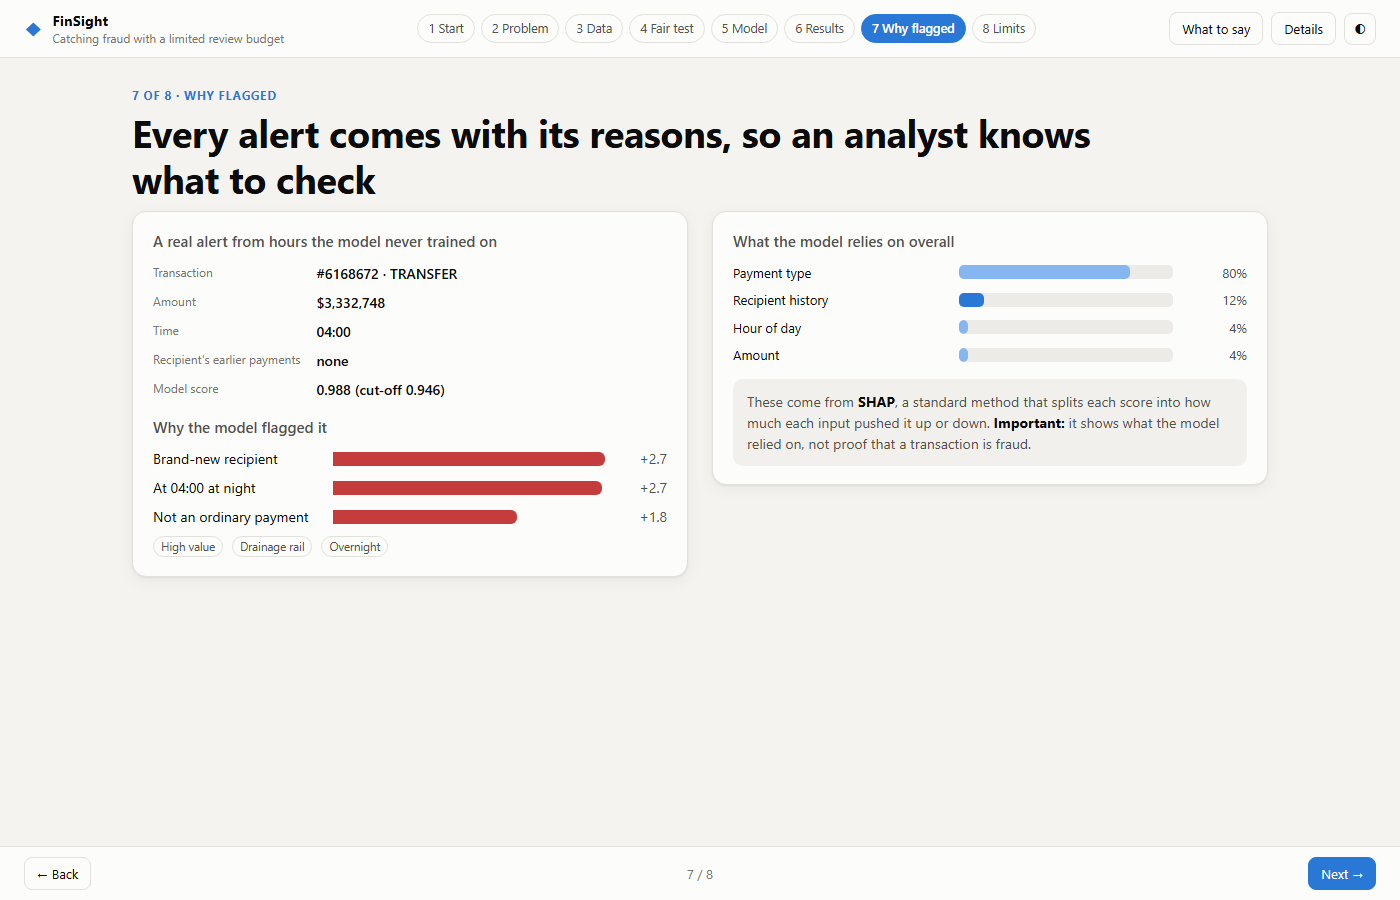 FinSight
Catching fraud with a limited review budget
1 Start
2 Problem
3 Data
4 Fair test
5 Model
6 Results
7 Why flagged
8 Limits
What to say
Details
7 OF 8 · WHY FLAGGED
Every alert comes with its reasons, so an analyst knows
what to check
A real alert from hours the model never trained on
Transaction #6168672 · TRANSFER
Amount $3,332,748
Time 04:00
Recipient's earlier payments none
Model score 0.988 (cut-off 0.946)
Why the model flagged it
Brand-new recipient +2.7
At 04:00 at night +2.7
Not an ordinary payment +1.8
High value Drainage rail Overnight
What the model relies on overall
Payment type 80%
Recipient history 12%
Hour of day 4%
Amount 4%
These come from SHAP, a standard method that splits each score into how
much each input pushed it up or down. Important: it shows what the model
relied on, not proof that a transaction is fraud.
← Back
7 / 8
Next →